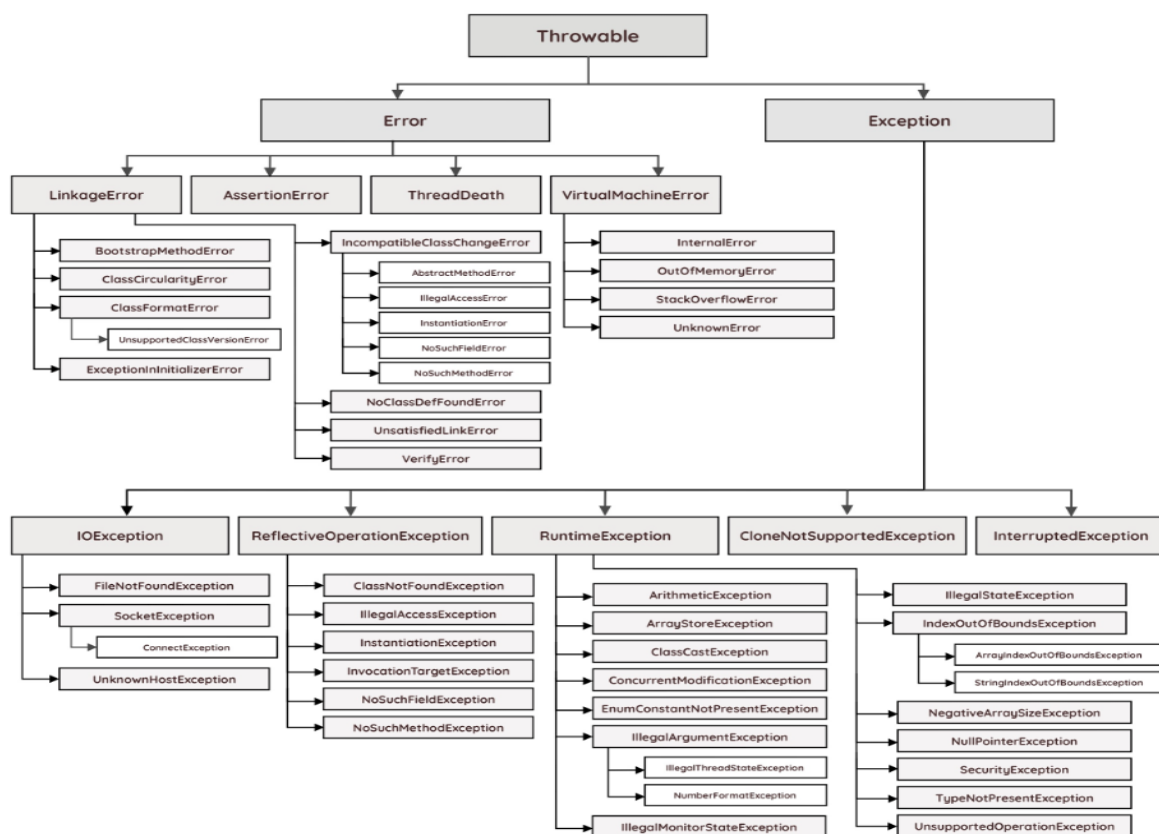 Throwable
Error
Exception
LinkageError
AssertionError
ThreadDeath
VirtualMachineError
BootstrapMethodError
ClassCircularityError
ClassFormatError
UnsupportedClassVersionError
ExceptionInInitializerError
IncompatibleClassChangeError
AbstractMethodError
IllegalAccessError
InstantiationError
NoSuchFieldError
NoSuchMethodError
NoClassDefFoundError
UnsatisfiedLinkError
VerifyError
InternalError
OutOfMemoryError
StackOverflowError
UnknownError
IOException
ReflectiveOperationException
RuntimeException
CloneNotSupportedException
InterruptedException
FileNotFoundException
SocketException
ConnectException
UnknownHostException
ClassNotFoundException
IllegalAccessException
InstantiationException
InvocationTargetException
NoSuchFieldException
NoSuchMethodException
ArithmeticException
ArrayStoreException
ClassCastException
ConcurrentModificationException
EnumConstantNotPresentException
IllegalArgumentException
IllegalThreadStateException
NumberFormatException
IllegalMonitorStateException
IllegalStateException
IndexOutOfBoundsException
ArrayIndexOutOfBoundsException
StringIndexOutOfBoundsException
NegativeArraySizeException
NullPointerException
SecurityException
TypeNotPresentException
UnsupportedOperationException